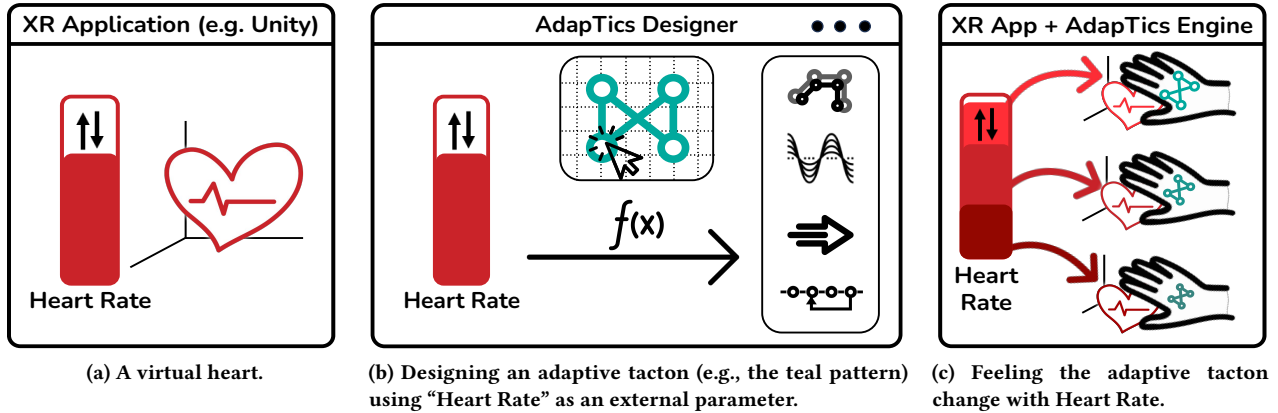 XR Application (e.g. Unity)
Heart Rate
(a) A virtual heart.
AdapTics Designer
Heart Rate
f(x)
(b) Designing an adaptive tacton (e.g., the teal pattern)
using “Heart Rate” as an external parameter.
XR App + AdapTics Engine
Heart
Rate
(c) Feeling the adaptive tacton
change with Heart Rate.